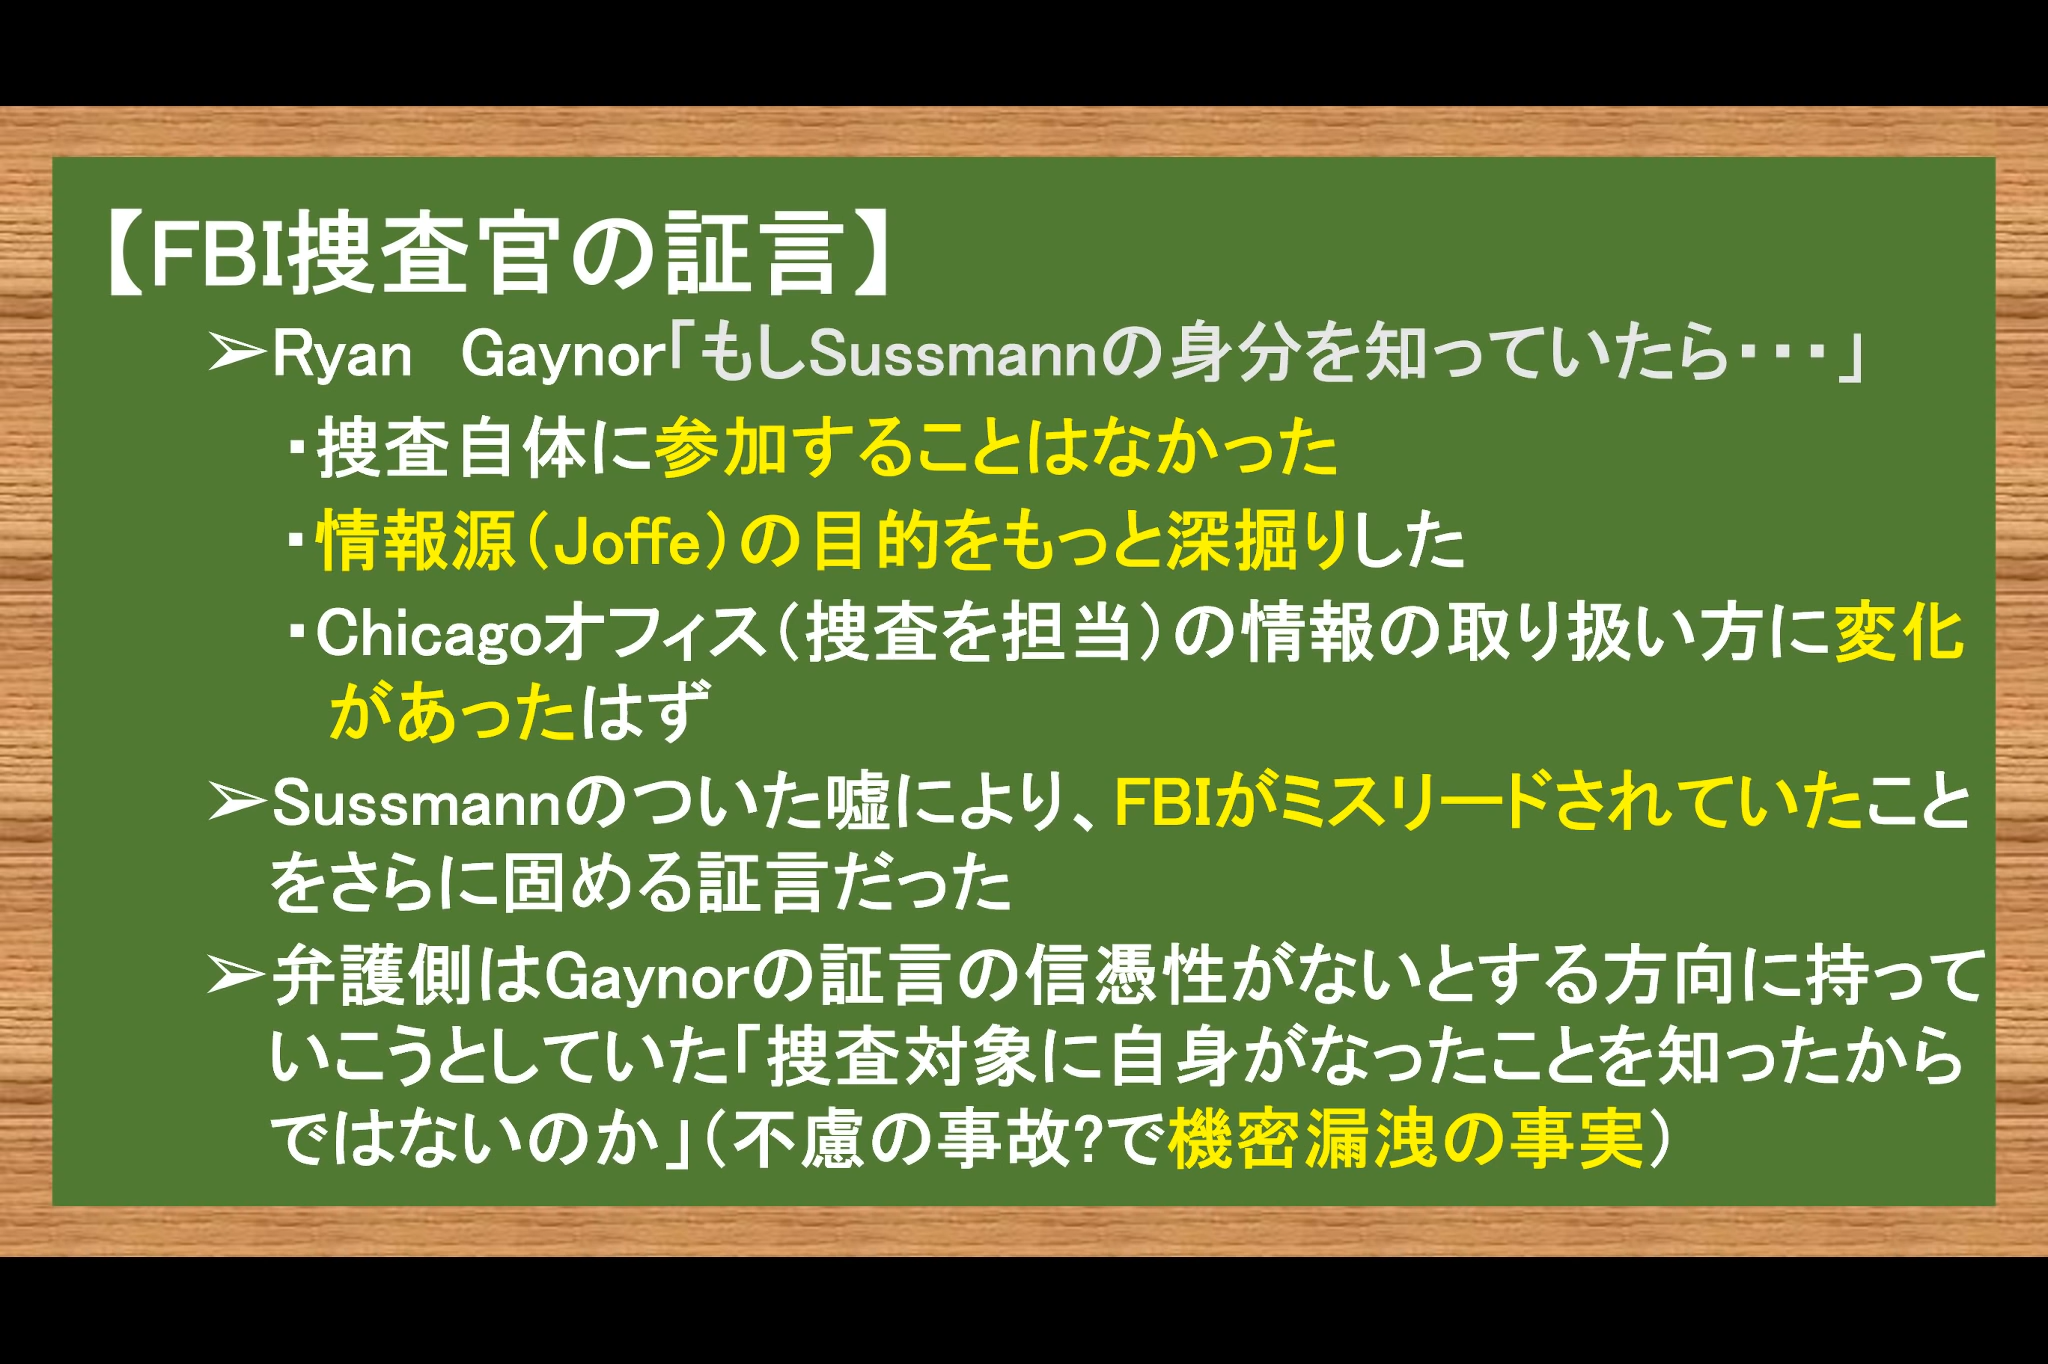 【FBI捜査官の証言】
➢Ryan　Gaynor「もしSussmannの身分を知っていたら・・・」
・捜査自体に参加することはなかった
・情報源（Joffe）の目的をもっと深掘りした
・Chicagoオフィス（捜査を担当）の情報の取り扱い方に変化
があったはず
➢Sussmannのついた嘘により、FBIがミスリードされていたこと
をさらに固める証言だった
➢弁護側はGaynorの証言の信憑性がないとする方向に持って
いこうとしていた「捜査対象に自身がなったことを知ったから
ではないのか」（不慮の事故?で機密漏洩の事実）